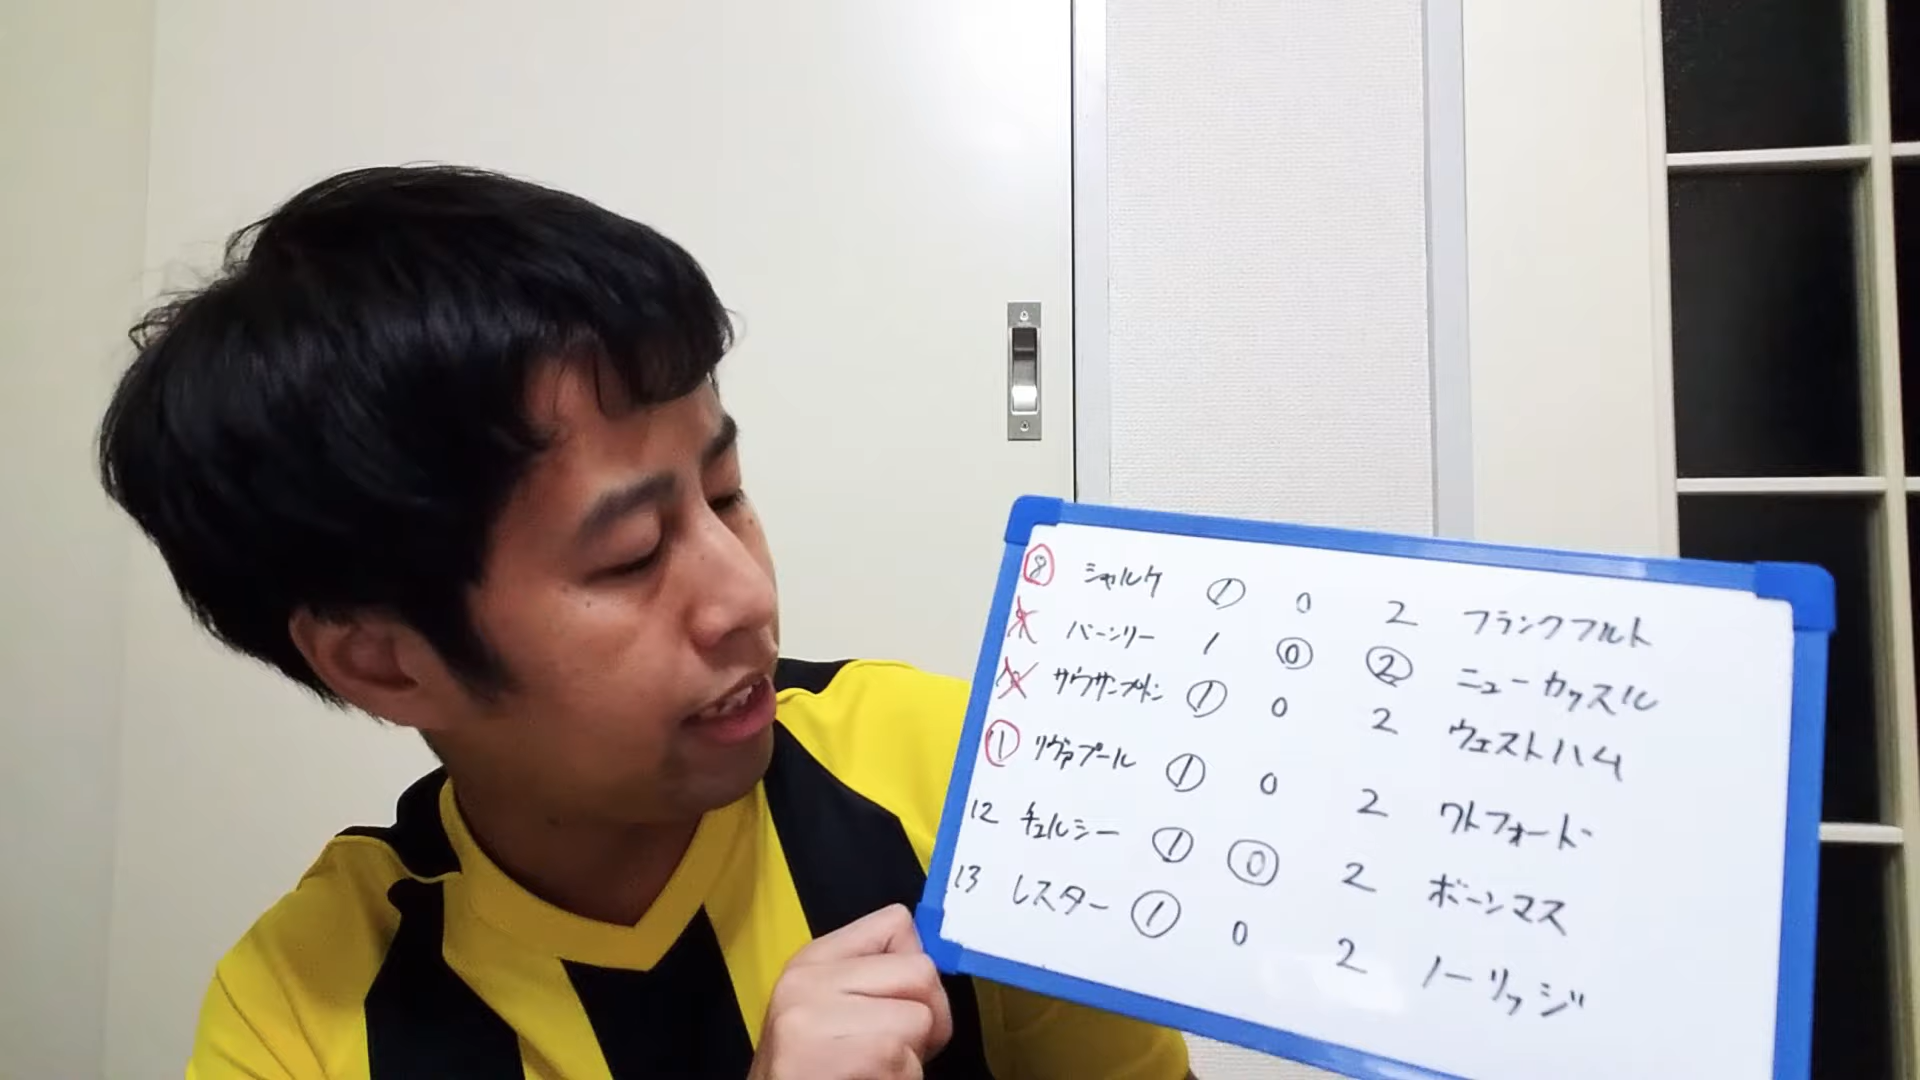 8 シャルケ 1 0 2 フランクフルト
9 バーンリー 1 0 2 ニューカッスル
10 サウサンプトン 1 0 2 ウェストハム
11 リヴァプール 1 0 2 ワトフォード
12 チェルシー 1 0 2 ボーンマス
13 レスター 1 0 2 ノーリッジ